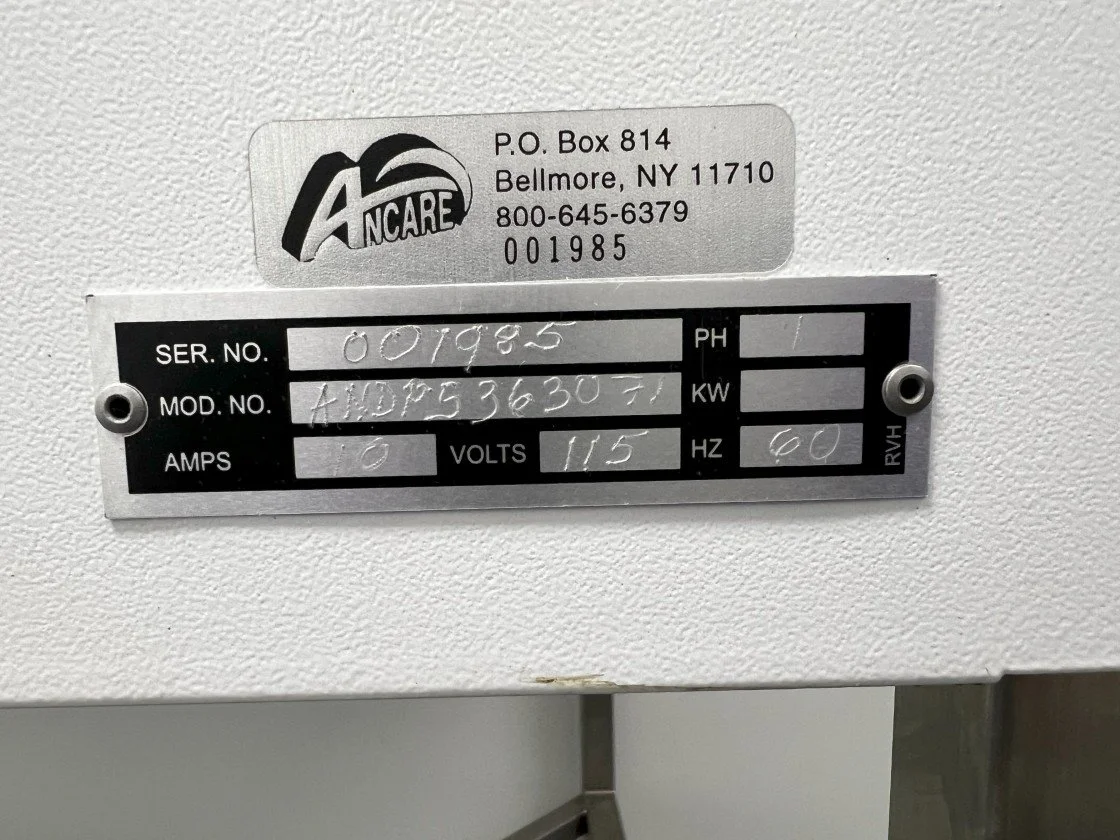 ANCARE
P.O. Box 814
Bellmore, NY 11710
800-645-6379
001985
SER. NO. 001985 PH 1
MOD. NO. ANDPS363071 KW
AMPS 10 VOLTS 115 HZ 60
RVH